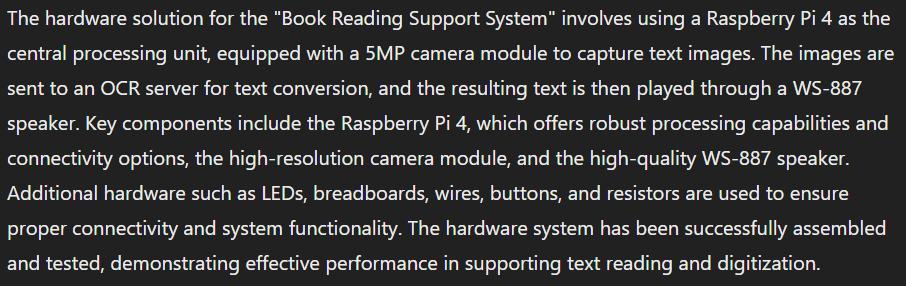 The hardware solution for the "Book Reading Support System" involves using a Raspberry Pi 4 as the
central processing unit, equipped with a 5MP camera module to capture text images. The images are
sent to an OCR server for text conversion, and the resulting text is then played through a WS-887
speaker. Key components include the Raspberry Pi 4, which offers robust processing capabilities and
connectivity options, the high-resolution camera module, and the high-quality WS-887 speaker.
Additional hardware such as LEDs, breadboards, wires, buttons, and resistors are used to ensure
proper connectivity and system functionality. The hardware system has been successfully assembled
and tested, demonstrating effective performance in supporting text reading and digitization.